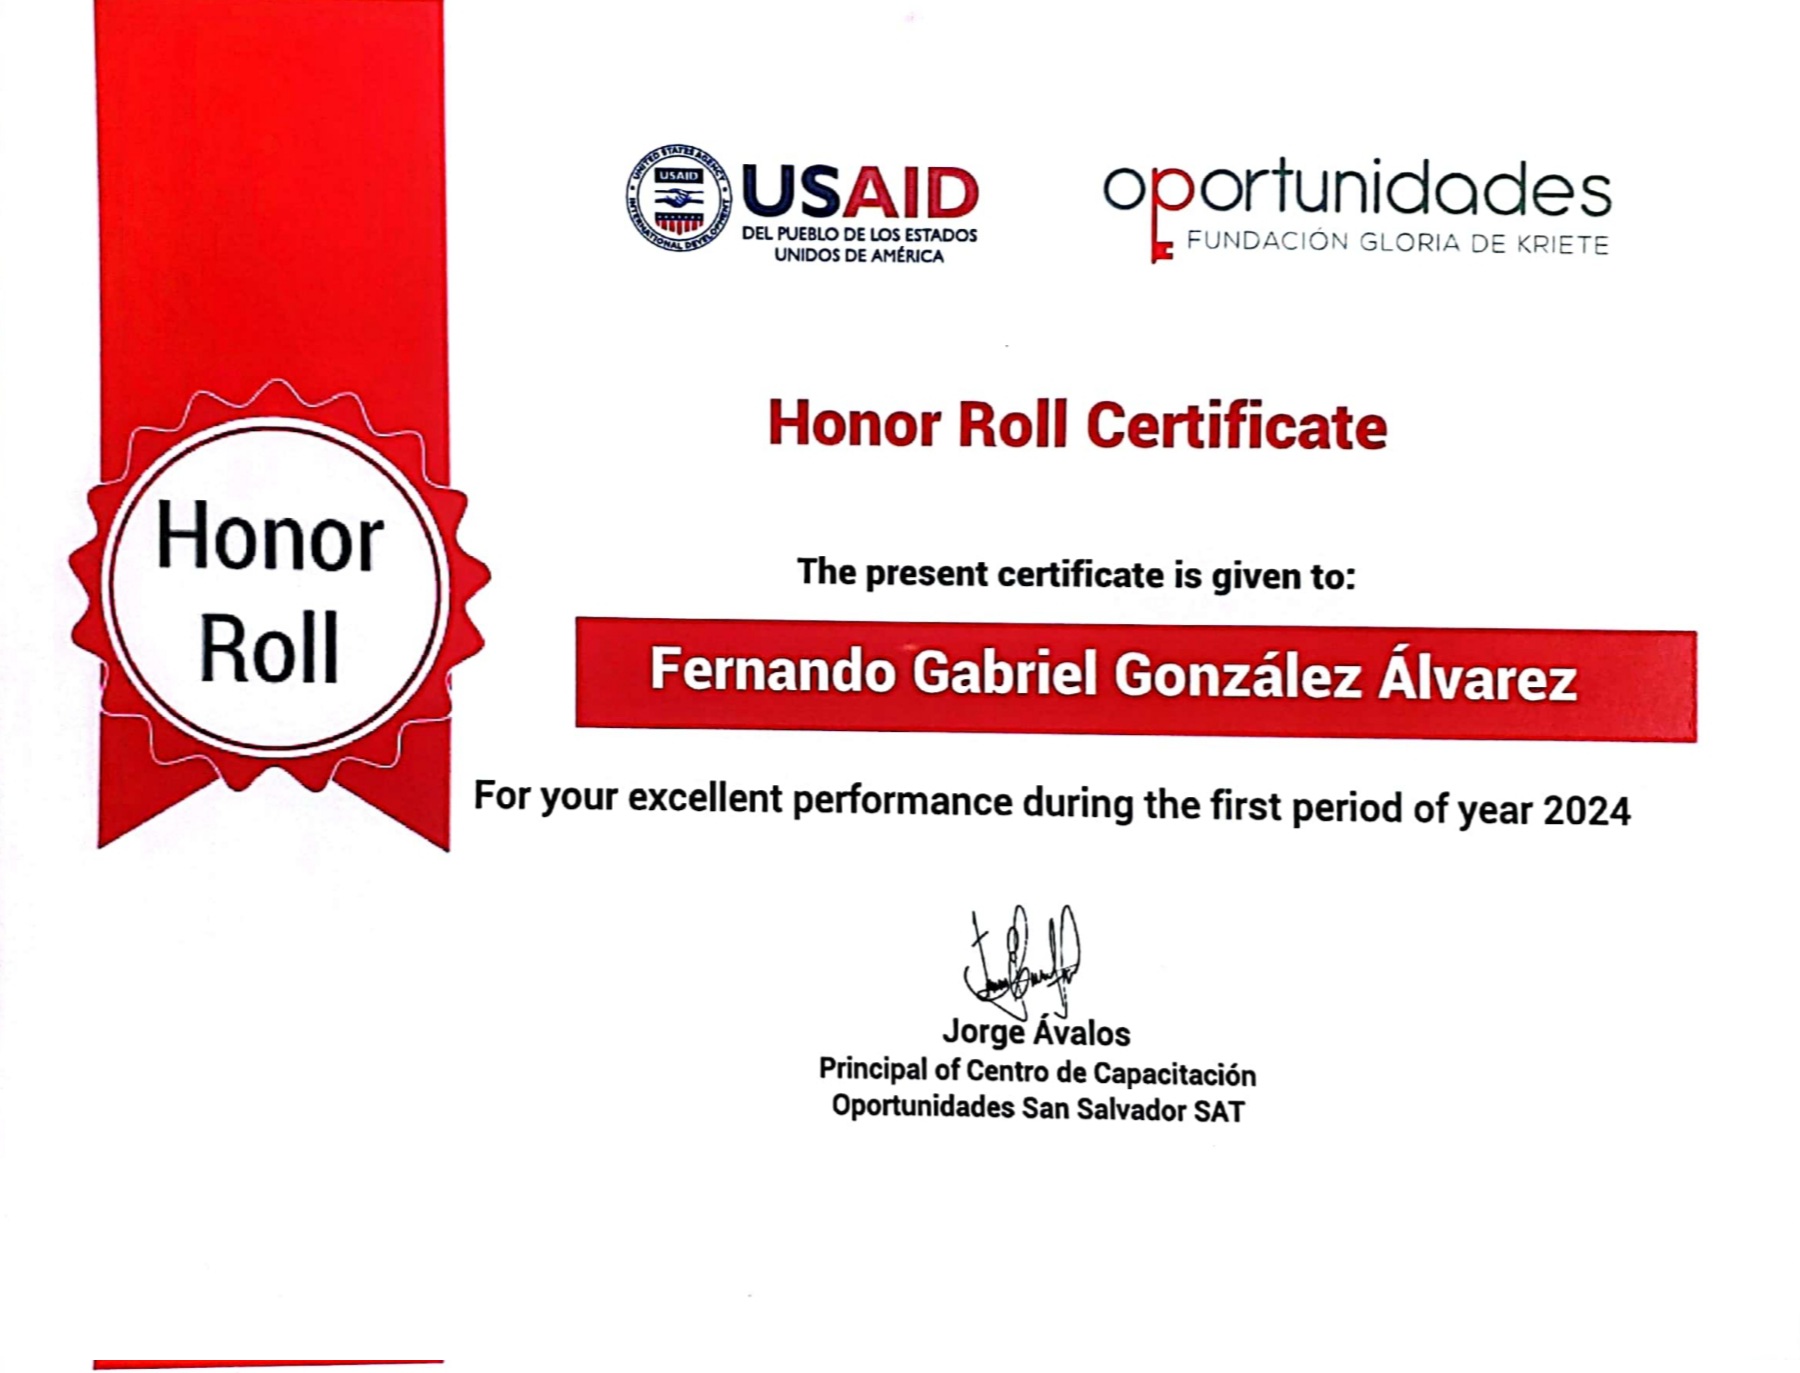 UNITED STATES AGENCY
INTERNATIONAL DEVELOPMENT
USAID
USAID
DEL PUEBLO DE LOS ESTADOS
UNIDOS DE AMÉRICA
oportunidades
FUNDACIÓN GLORIA DE KRIETE
Honor Roll Certificate
Honor
Roll
The present certificate is given to:
Fernando Gabriel González Álvarez
For your excellent performance during the first period of year 2024
Jorge Ávalos
Principal of Centro de Capacitación
Oportunidades San Salvador SAT